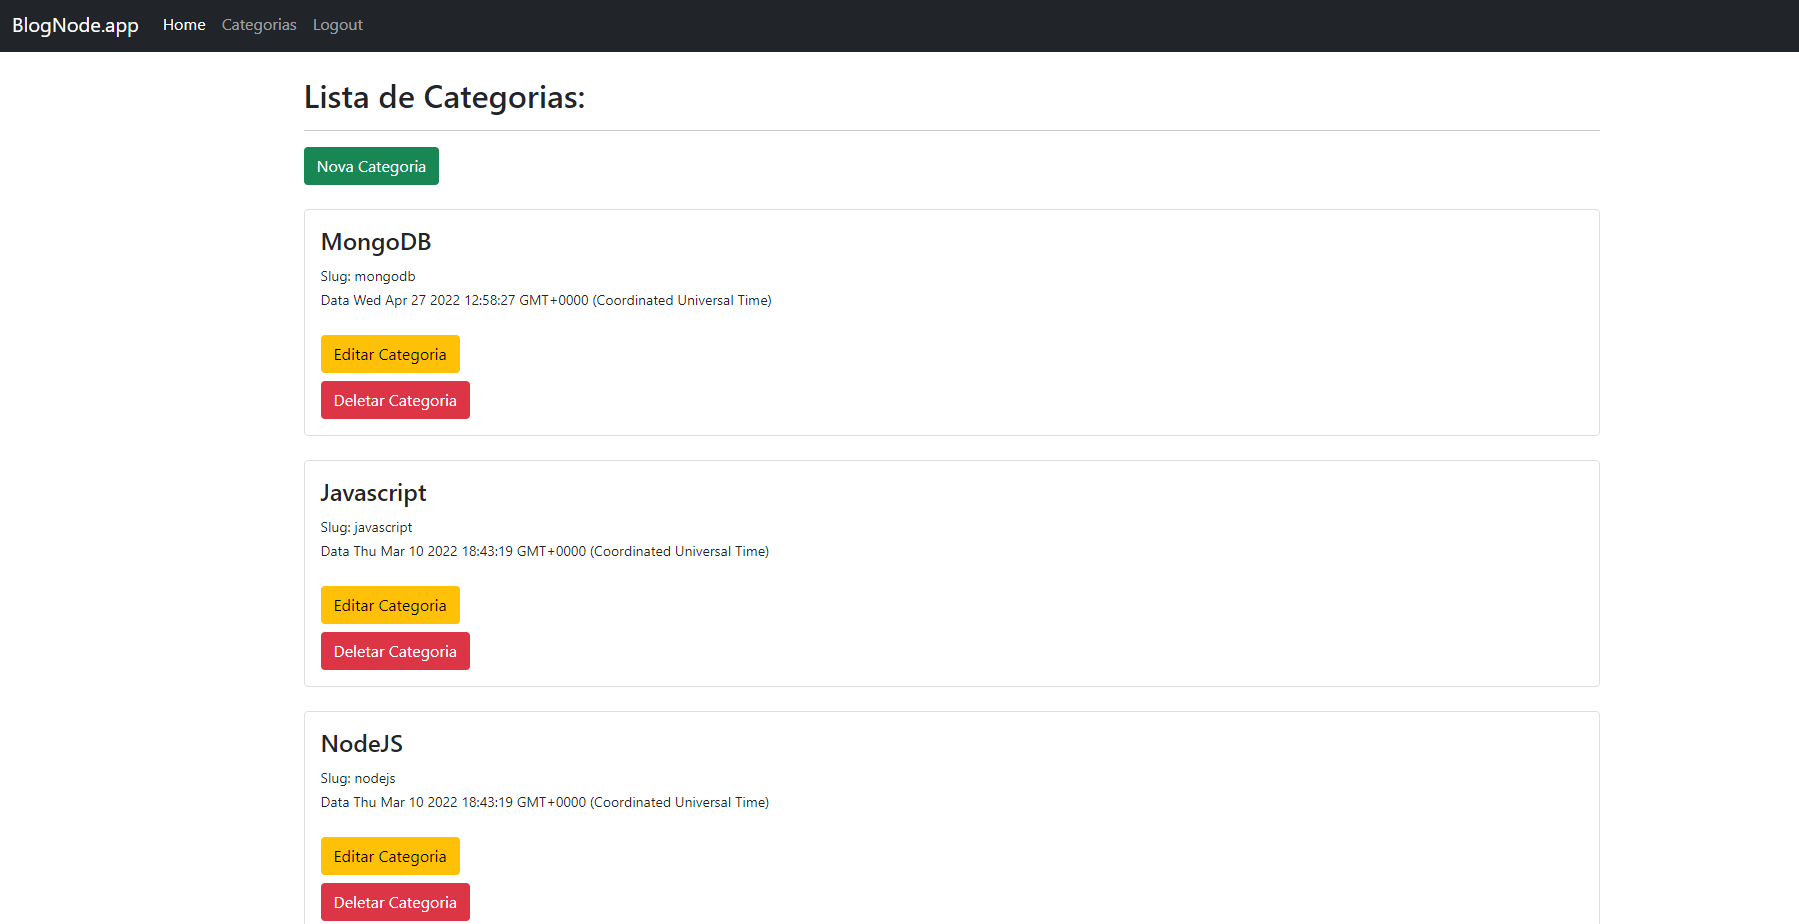 BlogNode.app Home Categorias Logout
Lista de Categorias:
Nova Categoria
MongoDB
Slug: mongodb
Data Wed Apr 27 2022 12:58:27 GMT+0000 (Coordinated Universal Time)
Editar Categoria
Deletar Categoria
Javascript
Slug: javascript
Data Thu Mar 10 2022 18:43:19 GMT+0000 (Coordinated Universal Time)
Editar Categoria
Deletar Categoria
NodeJS
Slug: nodejs
Data Thu Mar 10 2022 18:43:19 GMT+0000 (Coordinated Universal Time)
Editar Categoria
Deletar Categoria